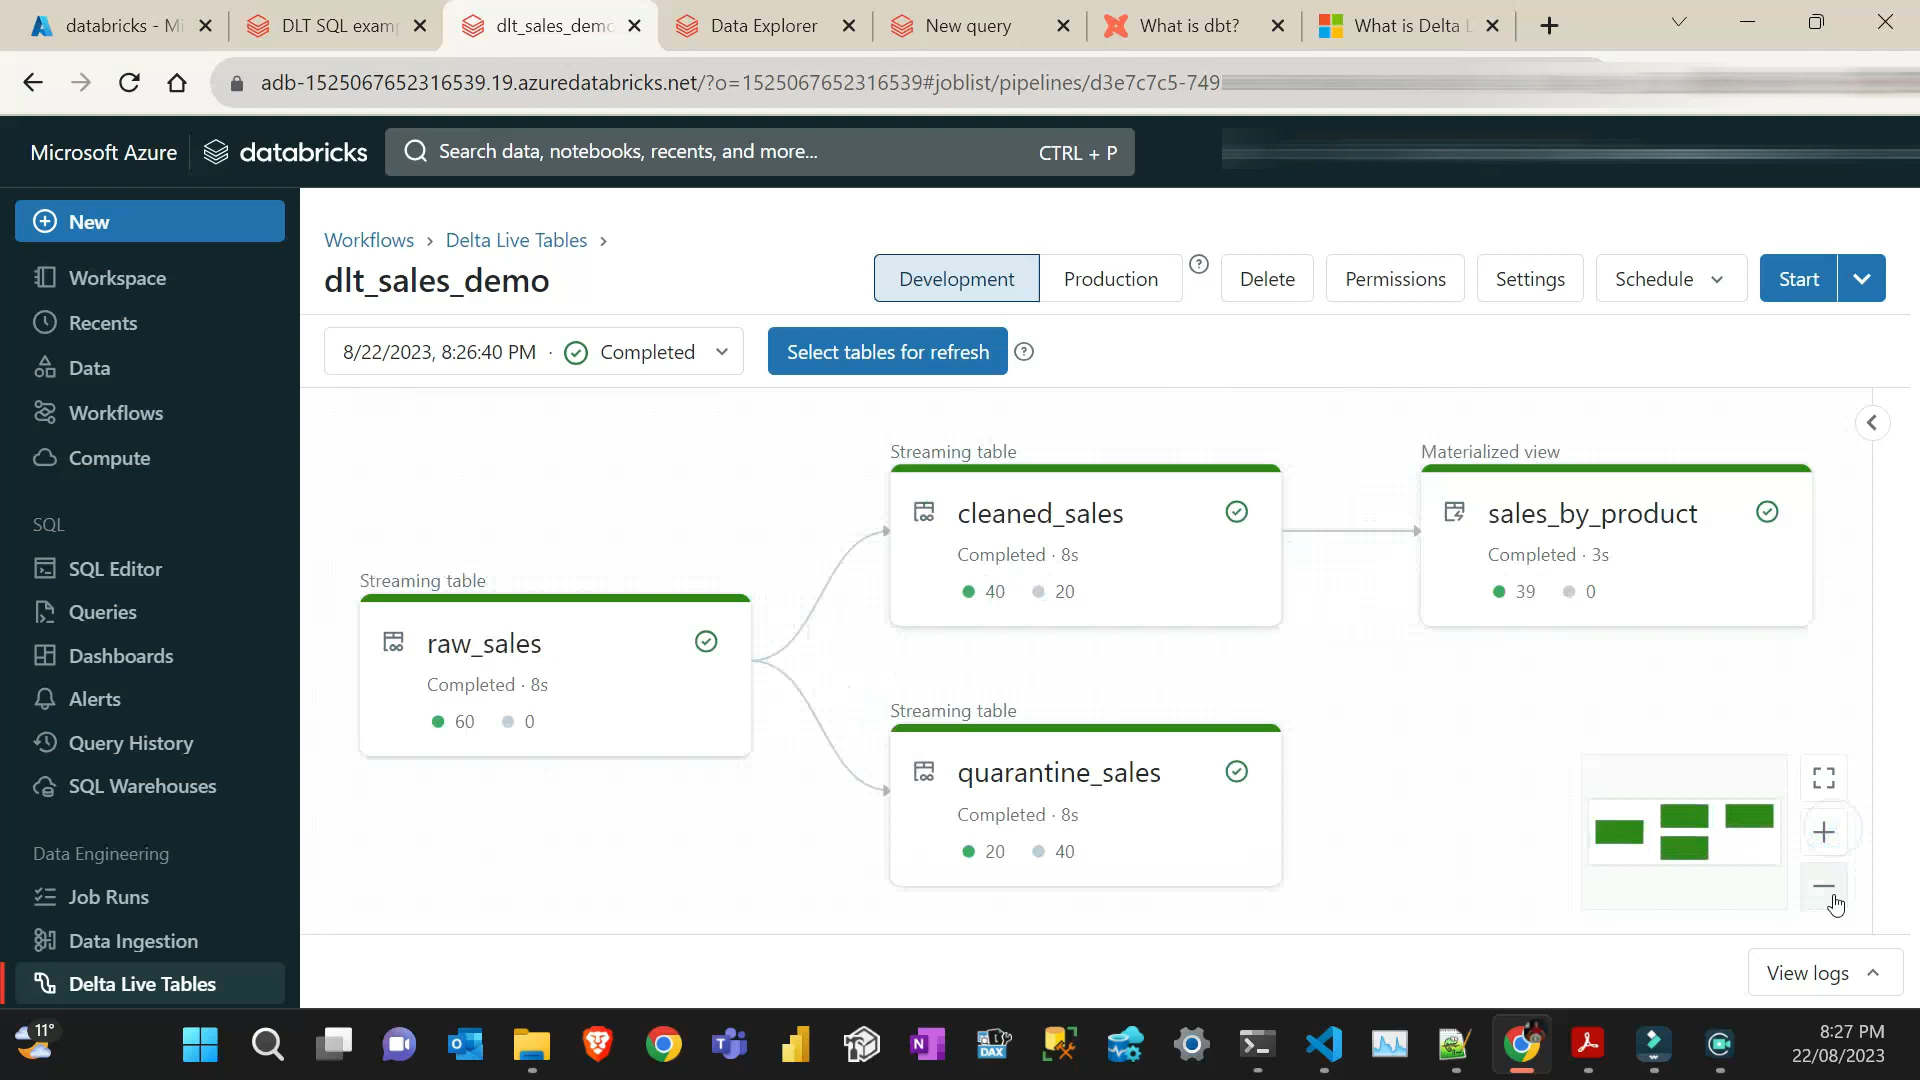 databricks - Mi
DLT SQL examp
dlt_sales_demo
Data Explorer
New query
What is dbt?
What is Delta L
adb-1525067652316539.19.azuredatabricks.net/?o=1525067652316539#joblist/pipelines/d3e7c7c5-749
Microsoft Azure
databricks
Search data, notebooks, recents, and more...
CTRL + P
New
Workspace
Recents
Data
Workflows
Compute
SQL
SQL Editor
Queries
Dashboards
Alerts
Query History
SQL Warehouses
Data Engineering
Job Runs
Data Ingestion
Delta Live Tables
Workflows › Delta Live Tables ›
dlt_sales_demo
Development
Production
Delete
Permissions
Settings
Schedule
Start
8/22/2023, 8:26:40 PM · Completed
Select tables for refresh
Streaming table
raw_sales
Completed · 8s
60 0
Streaming table
cleaned_sales
Completed · 8s
40 20
Streaming table
quarantine_sales
Completed · 8s
20 40
Materialized view
sales_by_product
Completed · 3s
39 0
View logs
11°
DAX
8:27 PM
22/08/2023